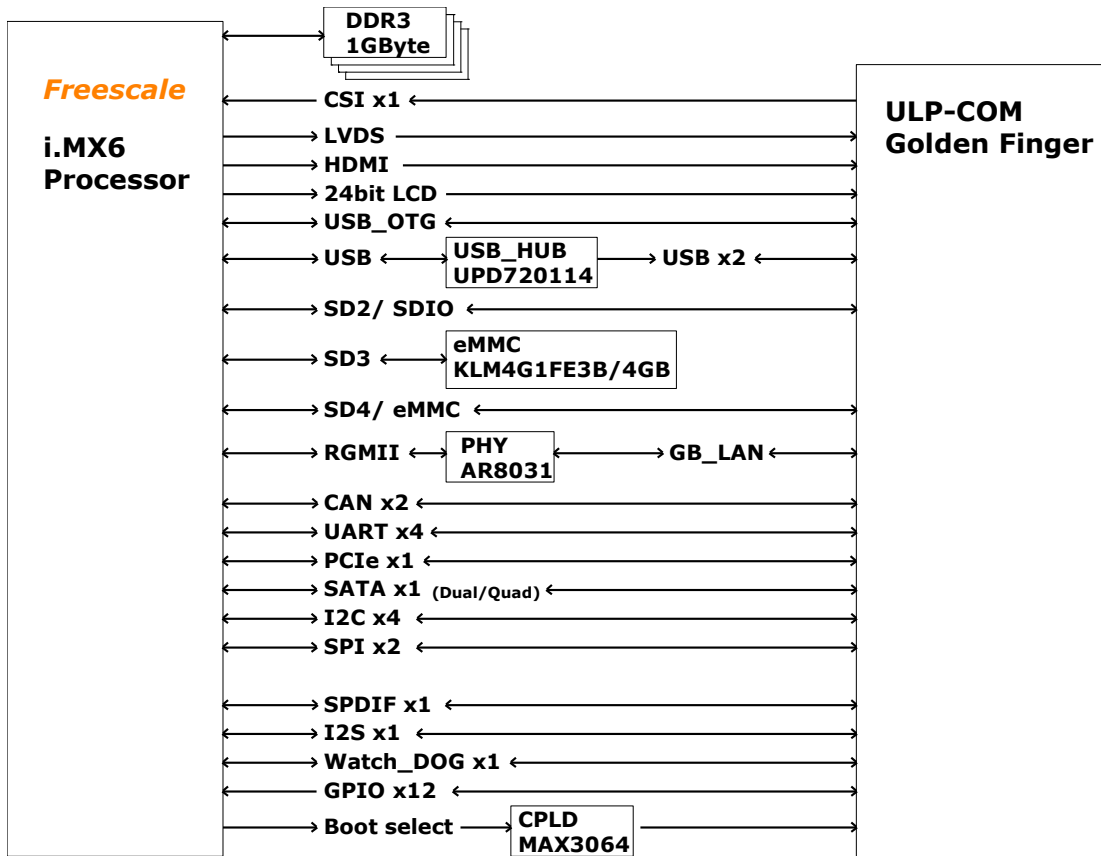 DDR3
1GByte
Freescale
i.MX6
Processor
ULP-COM
Golden Finger
CSI x1
LVDS
HDMI
24bit LCD
USB_OTG
USB
USB_HUB
UPD720114
USB x2
SD2/ SDIO
SD3
eMMC
KLM4G1FE3B/4GB
SD4/ eMMC
RGMII
PHY
AR8031
GB_LAN
CAN x2
UART x4
PCIe x1
SATA x1 (Dual/Quad)
I2C x4
SPI x2
SPDIF x1
I2S x1
Watch_DOG x1
GPIO x12
Boot select
CPLD
MAX3064